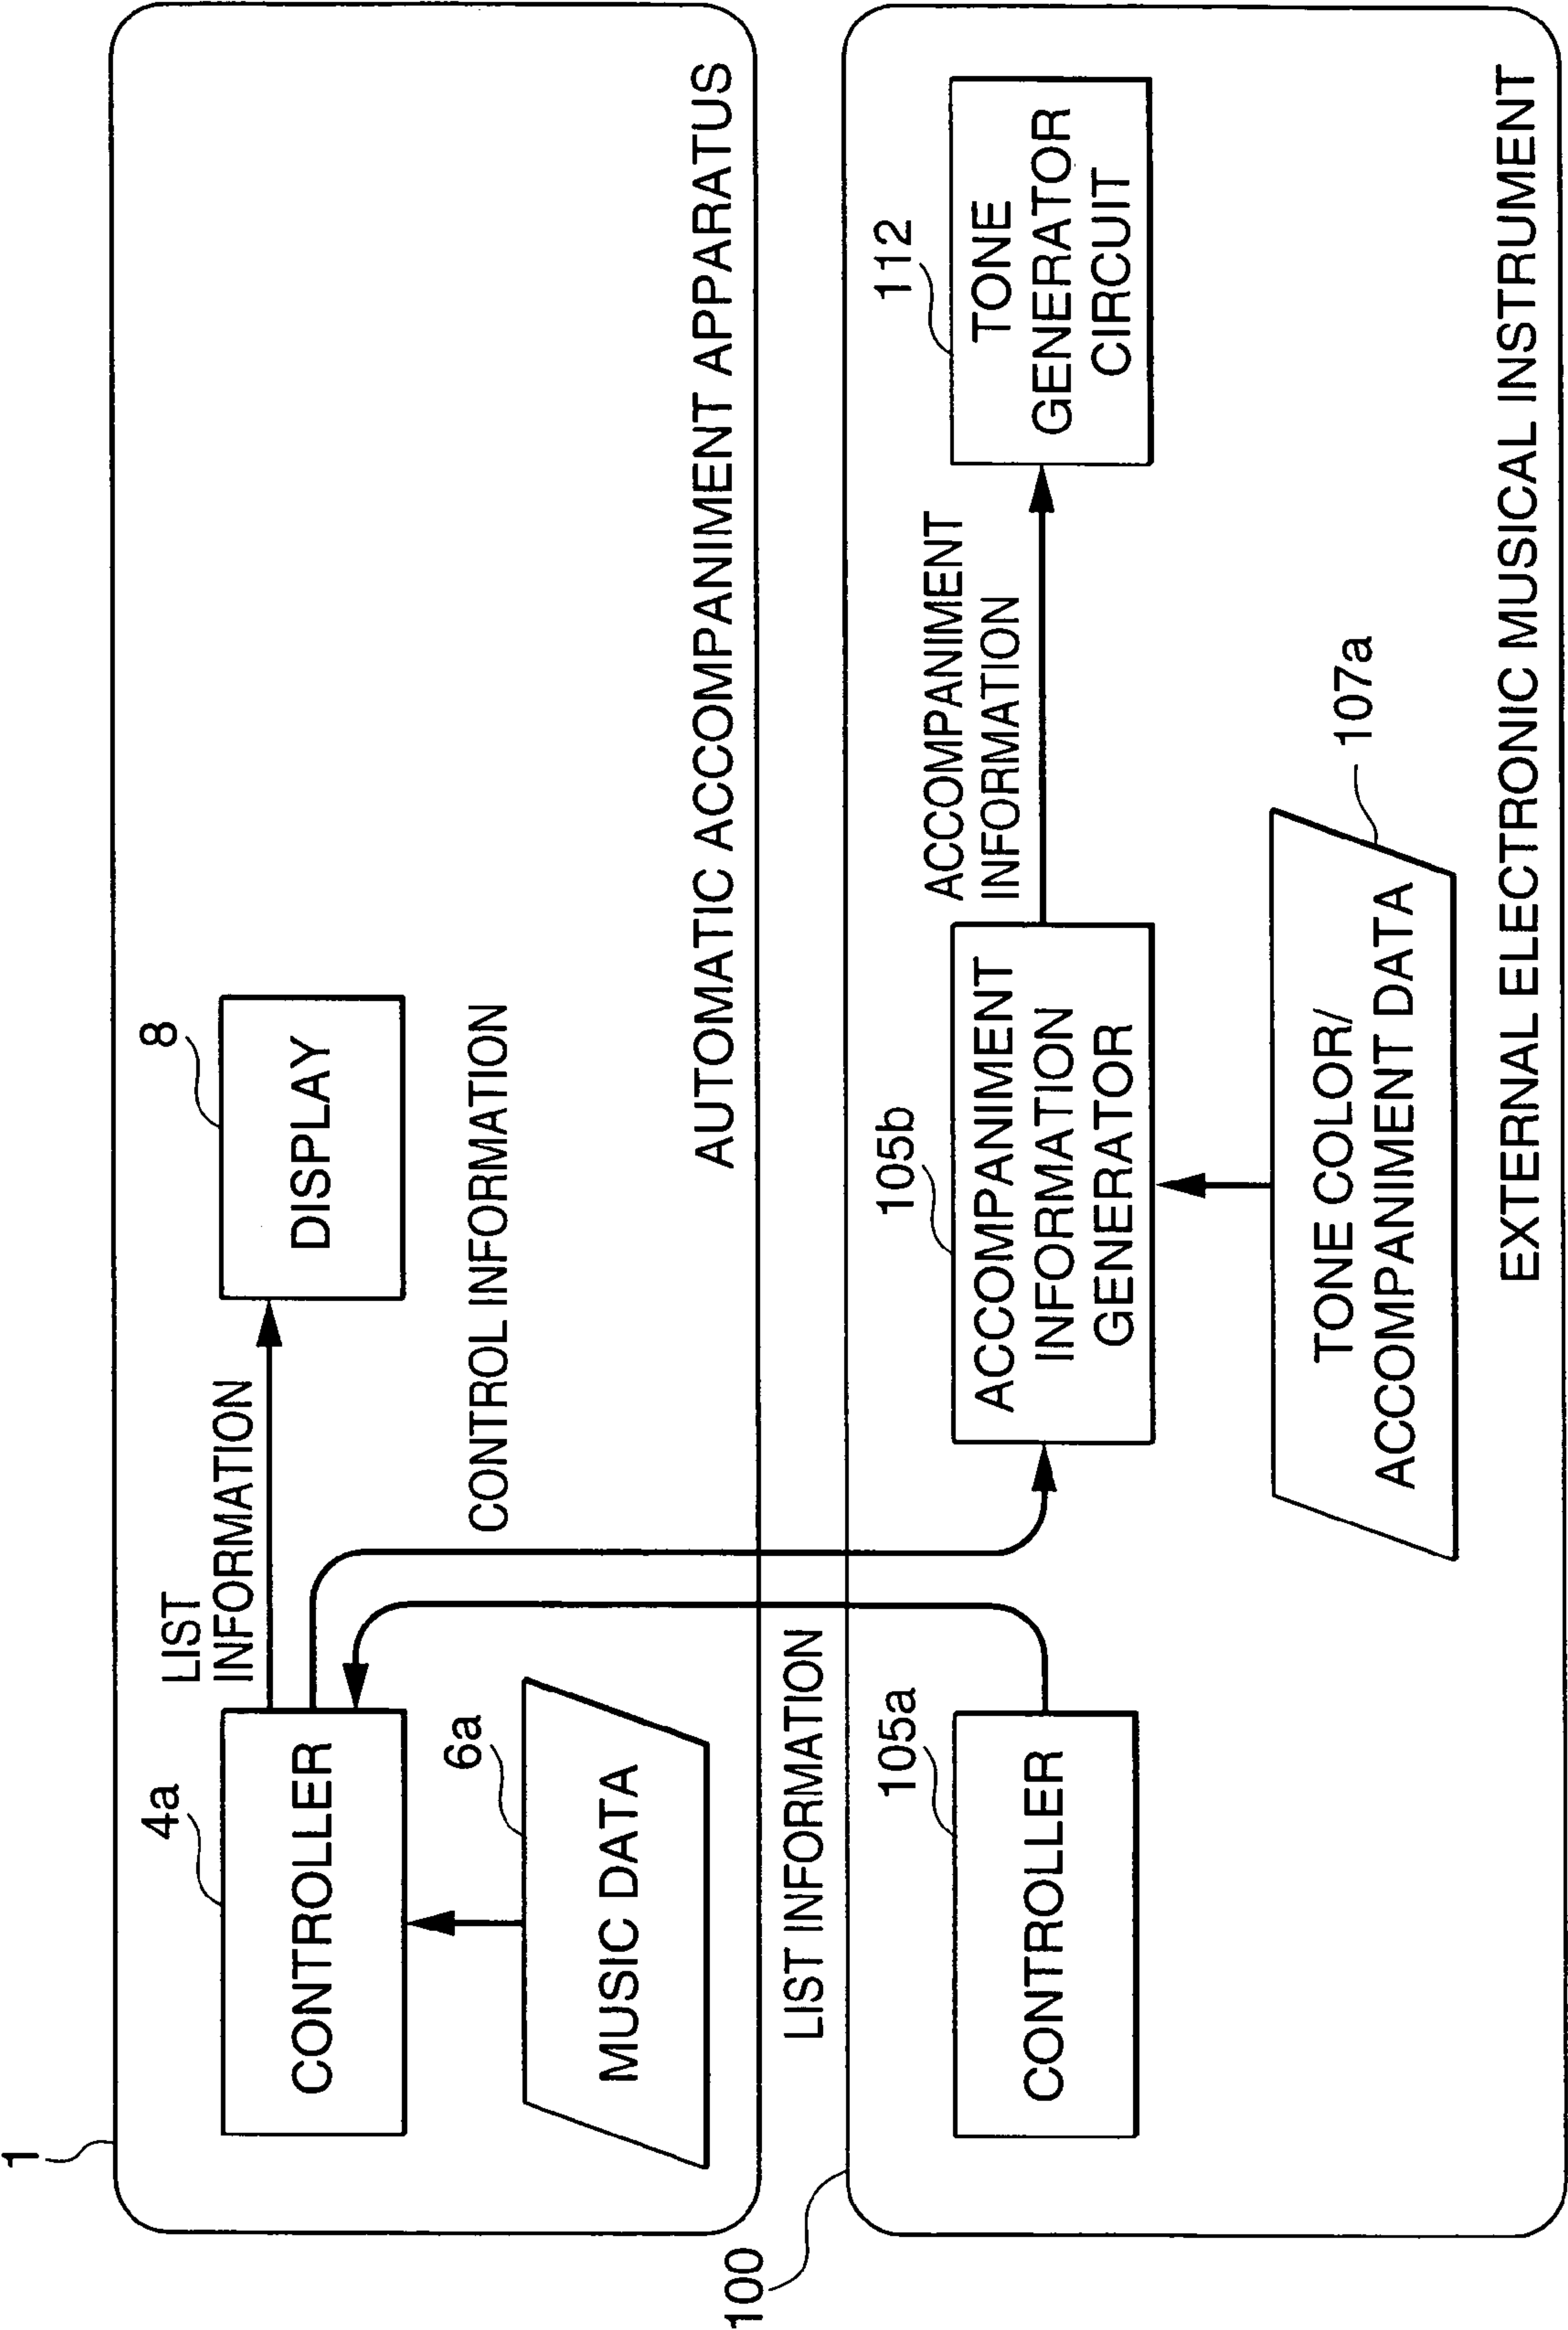 1
4a
CONTROLLER
LIST
INFORMATION
8
DISPLAY
6a
MUSIC DATA
CONTROL INFORMATION
AUTOMATIC ACCOMPANIMENT APPARATUS
LIST INFORMATION
100
105a
CONTROLLER
105b
ACCOMPANIMENT
INFORMATION
GENERATOR
ACCOMPANIMENT
INFORMATION
112
TONE
GENERATOR
CIRCUIT
107a
TONE COLOR/
ACCOMPANIMENT DATA
EXTERNAL ELECTRONIC MUSICAL INSTRUMENT